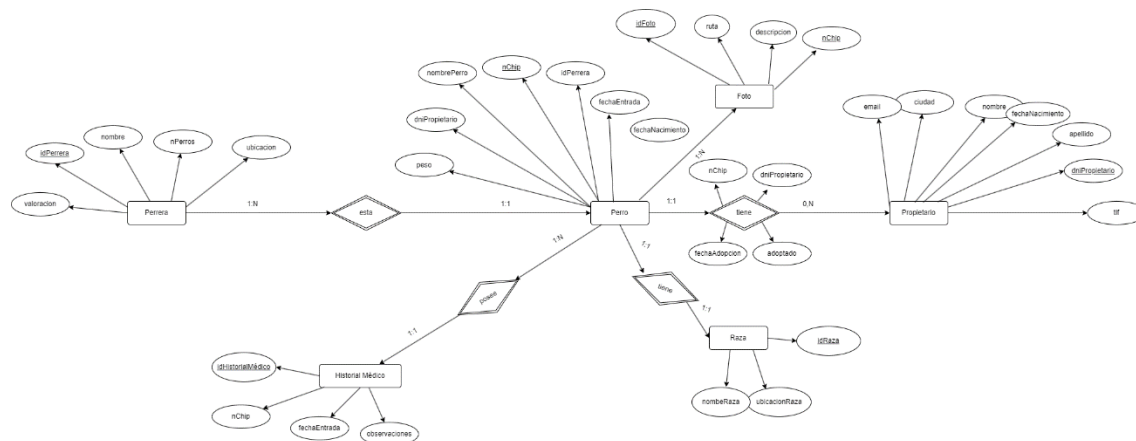 idFoto
ruta
descripcion
nChip
nChip
nombrePerro
idPerrera
Foto
fechaEntrada
nombre
ciudad
email
fechaNacimiento
dniPropietario
nombre
nPerros
ubicacion
fechaNacimiento
apellido
idPerrera
1:N
peso
nChip
dniPropietario
dniPropietario
valoracion
Perrera
1:N
esta
1:1
Perro
1:1
tiene
0,N
Propietario
tlf
1:N
1:1
fechaAdopcion
adoptado
posee
tiene
1:1
1:1
Raza
idRaza
idHistorialMédico
Historial Médico
nChip
fechaEntrada
observaciones
nombeRaza
ubicacionRaza